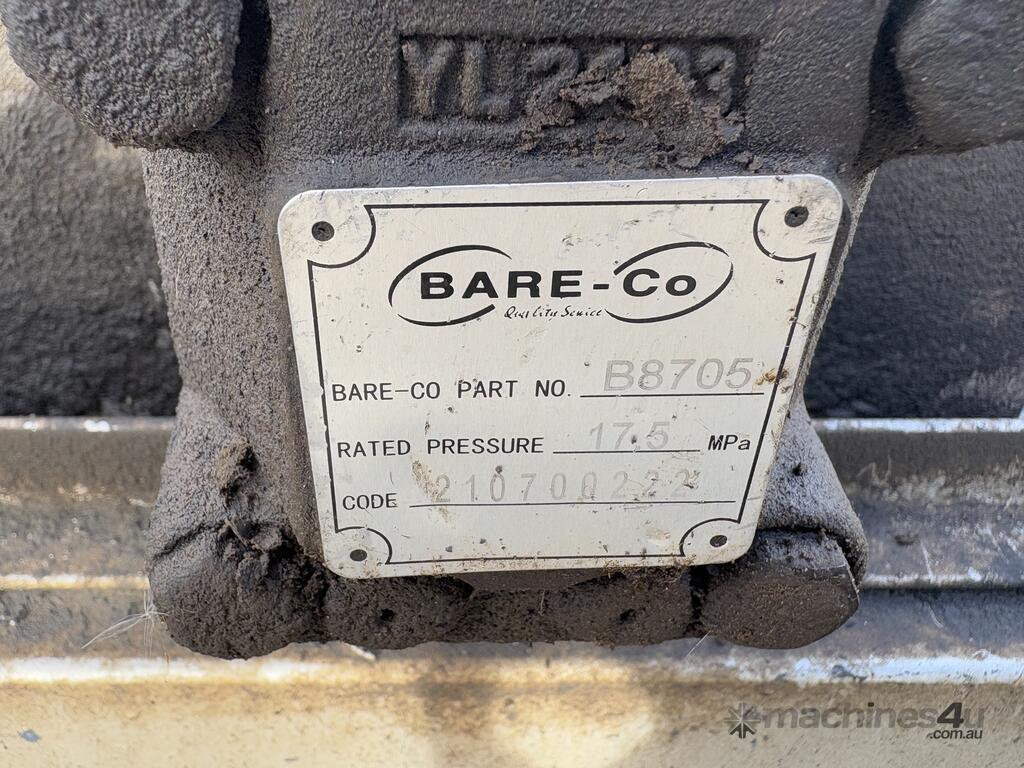 BARE-Co
Quality Service
BARE-CO PART NO. B8705
RATED PRESSURE 17.5 MPa
CODE 210700222
machines4u
.com.au